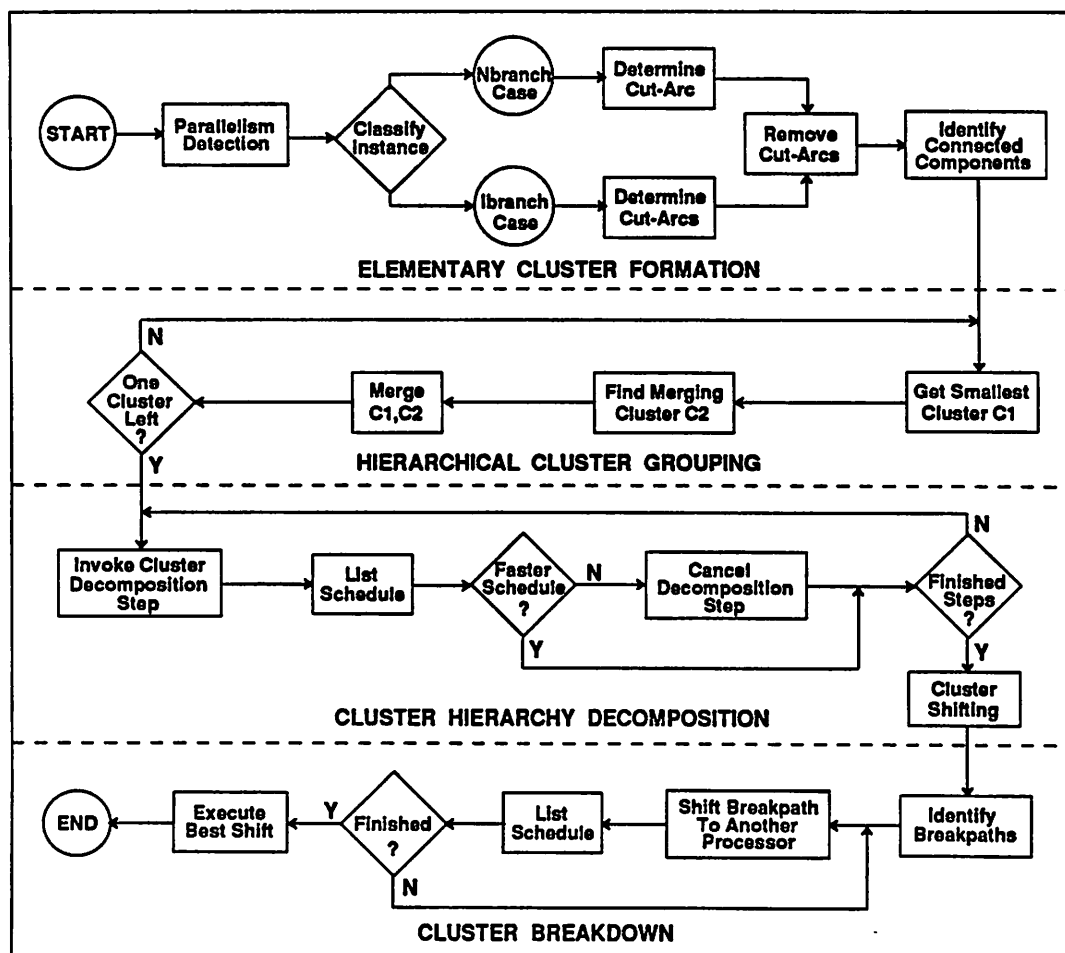 START
Parallelism
Detection
Classify
Instance
Nbranch
Case
Determine
Cut-Arc
Ibranch
Case
Determine
Cut-Arcs
Remove
Cut-Arcs
Identify
Connected
Components
ELEMENTARY CLUSTER FORMATION
N
One
Cluster
Left
?
Y
Merge
C1,C2
Find Merging
Cluster C2
Get Smallest
Cluster C1
HIERARCHICAL CLUSTER GROUPING
Invoke Cluster
Decomposition
Step
List
Schedule
Faster
Schedule
?
N
Y
Cancel
Decomposition
Step
N
Finished
Steps
?
Y
Cluster
Shifting
CLUSTER HIERARCHY DECOMPOSITION
END
Execute
Best Shift
Y
Finished
?
N
List
Schedule
Shift Breakpath
To Another
Processor
Identify
Breakpaths
CLUSTER BREAKDOWN